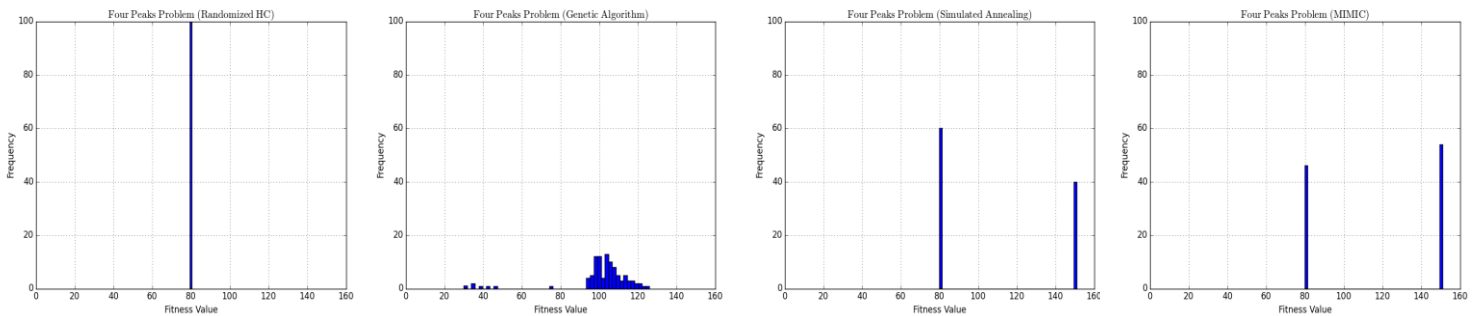 Four Peaks Problem (Randomized HC)
Frequency
100
80
60
40
20
0
0 20 40 60 80 100 120 140 160
Fitness Value
Four Peaks Problem (Genetic Algorithm)
Frequency
100
80
60
40
20
0
0 20 40 60 80 100 120 140 160
Fitness Value
Four Peaks Problem (Simulated Annealing)
Frequency
100
80
60
40
20
0
0 20 40 60 80 100 120 140 160
Fitness Value
Four Peaks Problem (MIMIC)
Frequency
100
80
60
40
20
0
0 20 40 60 80 100 120 140 160
Fitness Value